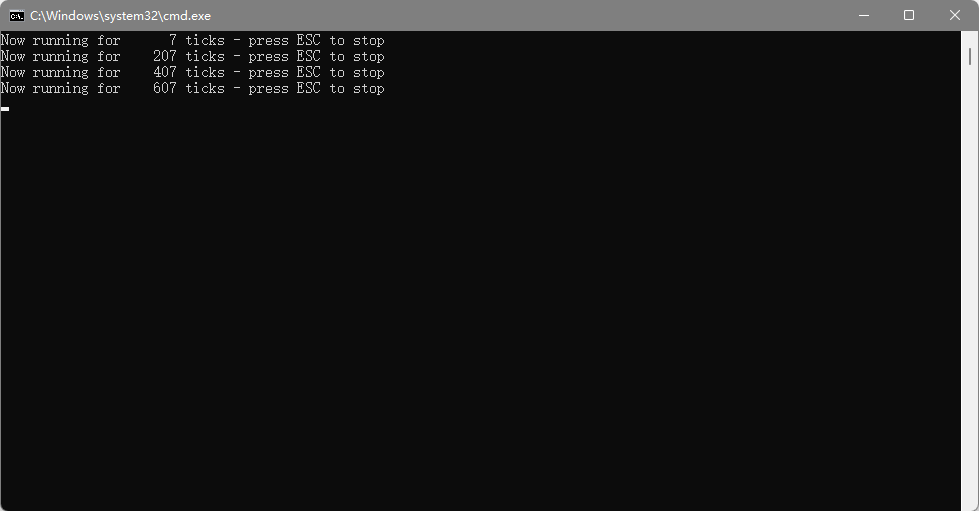 C:\Windows\system32\cmd.exe
Now running for      7 ticks - press ESC to stop
Now running for    207 ticks - press ESC to stop
Now running for    407 ticks - press ESC to stop
Now running for    607 ticks - press ESC to stop